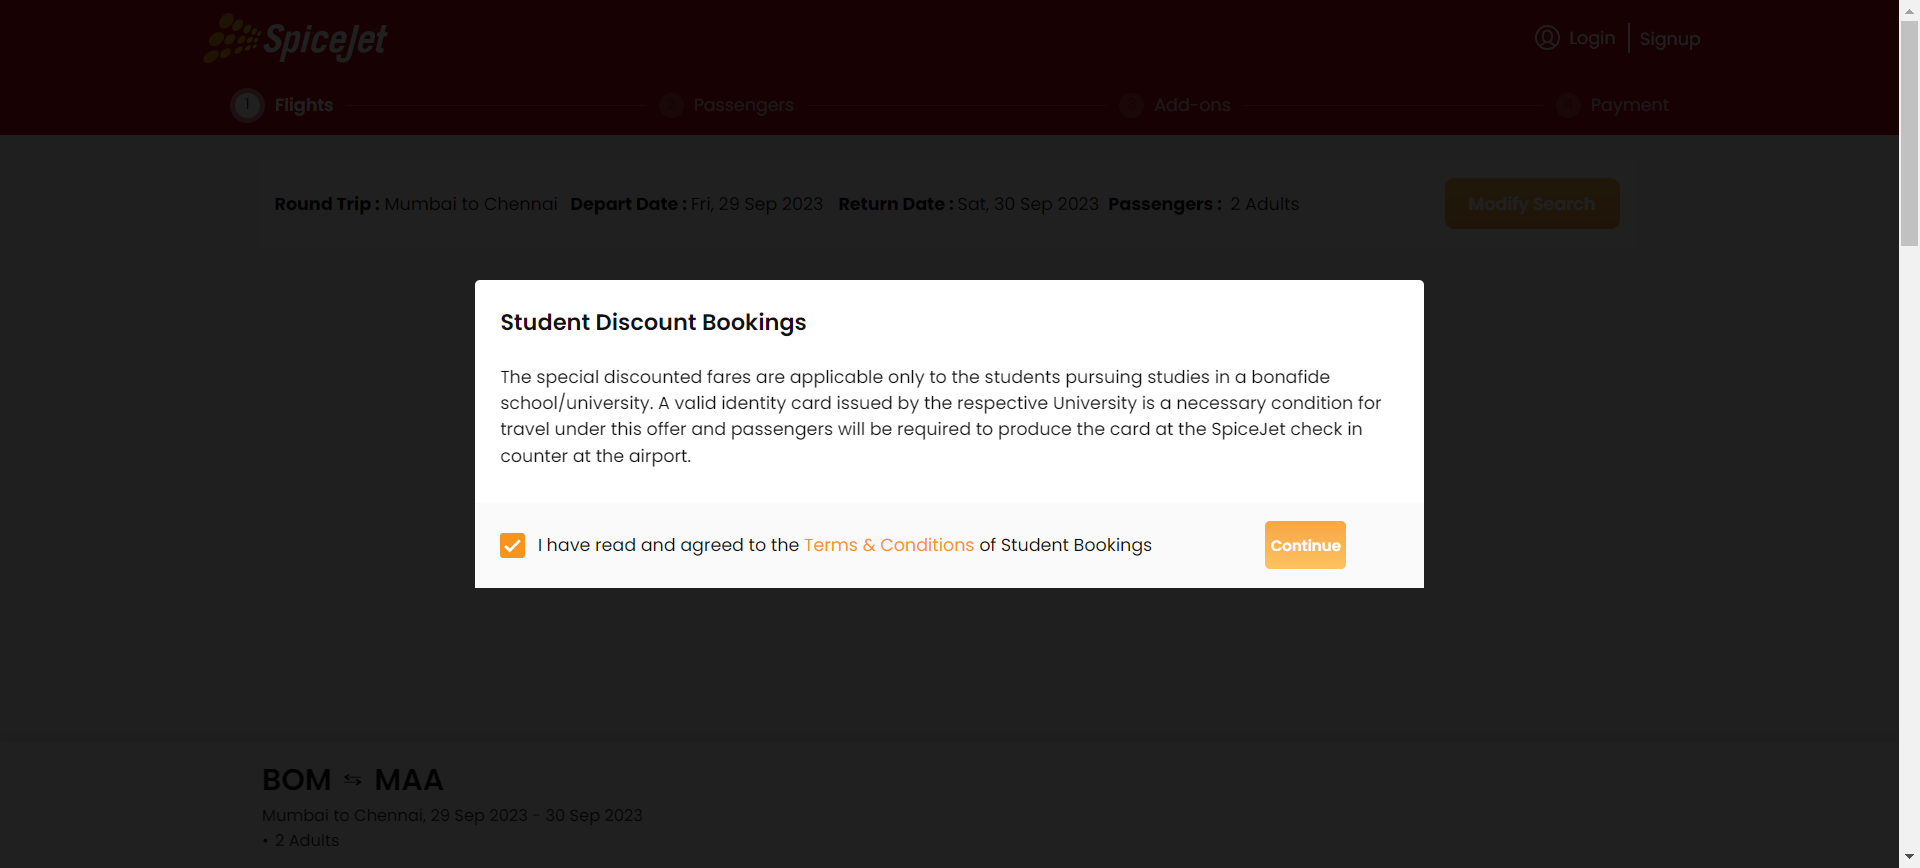 SpiceJet
Login
Signup
1 Flights
2 Passengers
3 Add-ons
4 Payment
Round Trip : Mumbai to Chennai Depart Date : Fri, 29 Sep 2023 Return Date : Sat, 30 Sep 2023 Passengers : 2 Adults
Modify Search
Student Discount Bookings
The special discounted fares are applicable only to the students pursuing studies in a bonafide
school/university. A valid identity card issued by the respective University is a necessary condition for
travel under this offer and passengers will be required to produce the card at the SpiceJet check in
counter at the airport.
I have read and agreed to the Terms & Conditions of Student Bookings
Continue
BOM ⇆ MAA
Mumbai to Chennai, 29 Sep 2023 - 30 Sep 2023
• 2 Adults